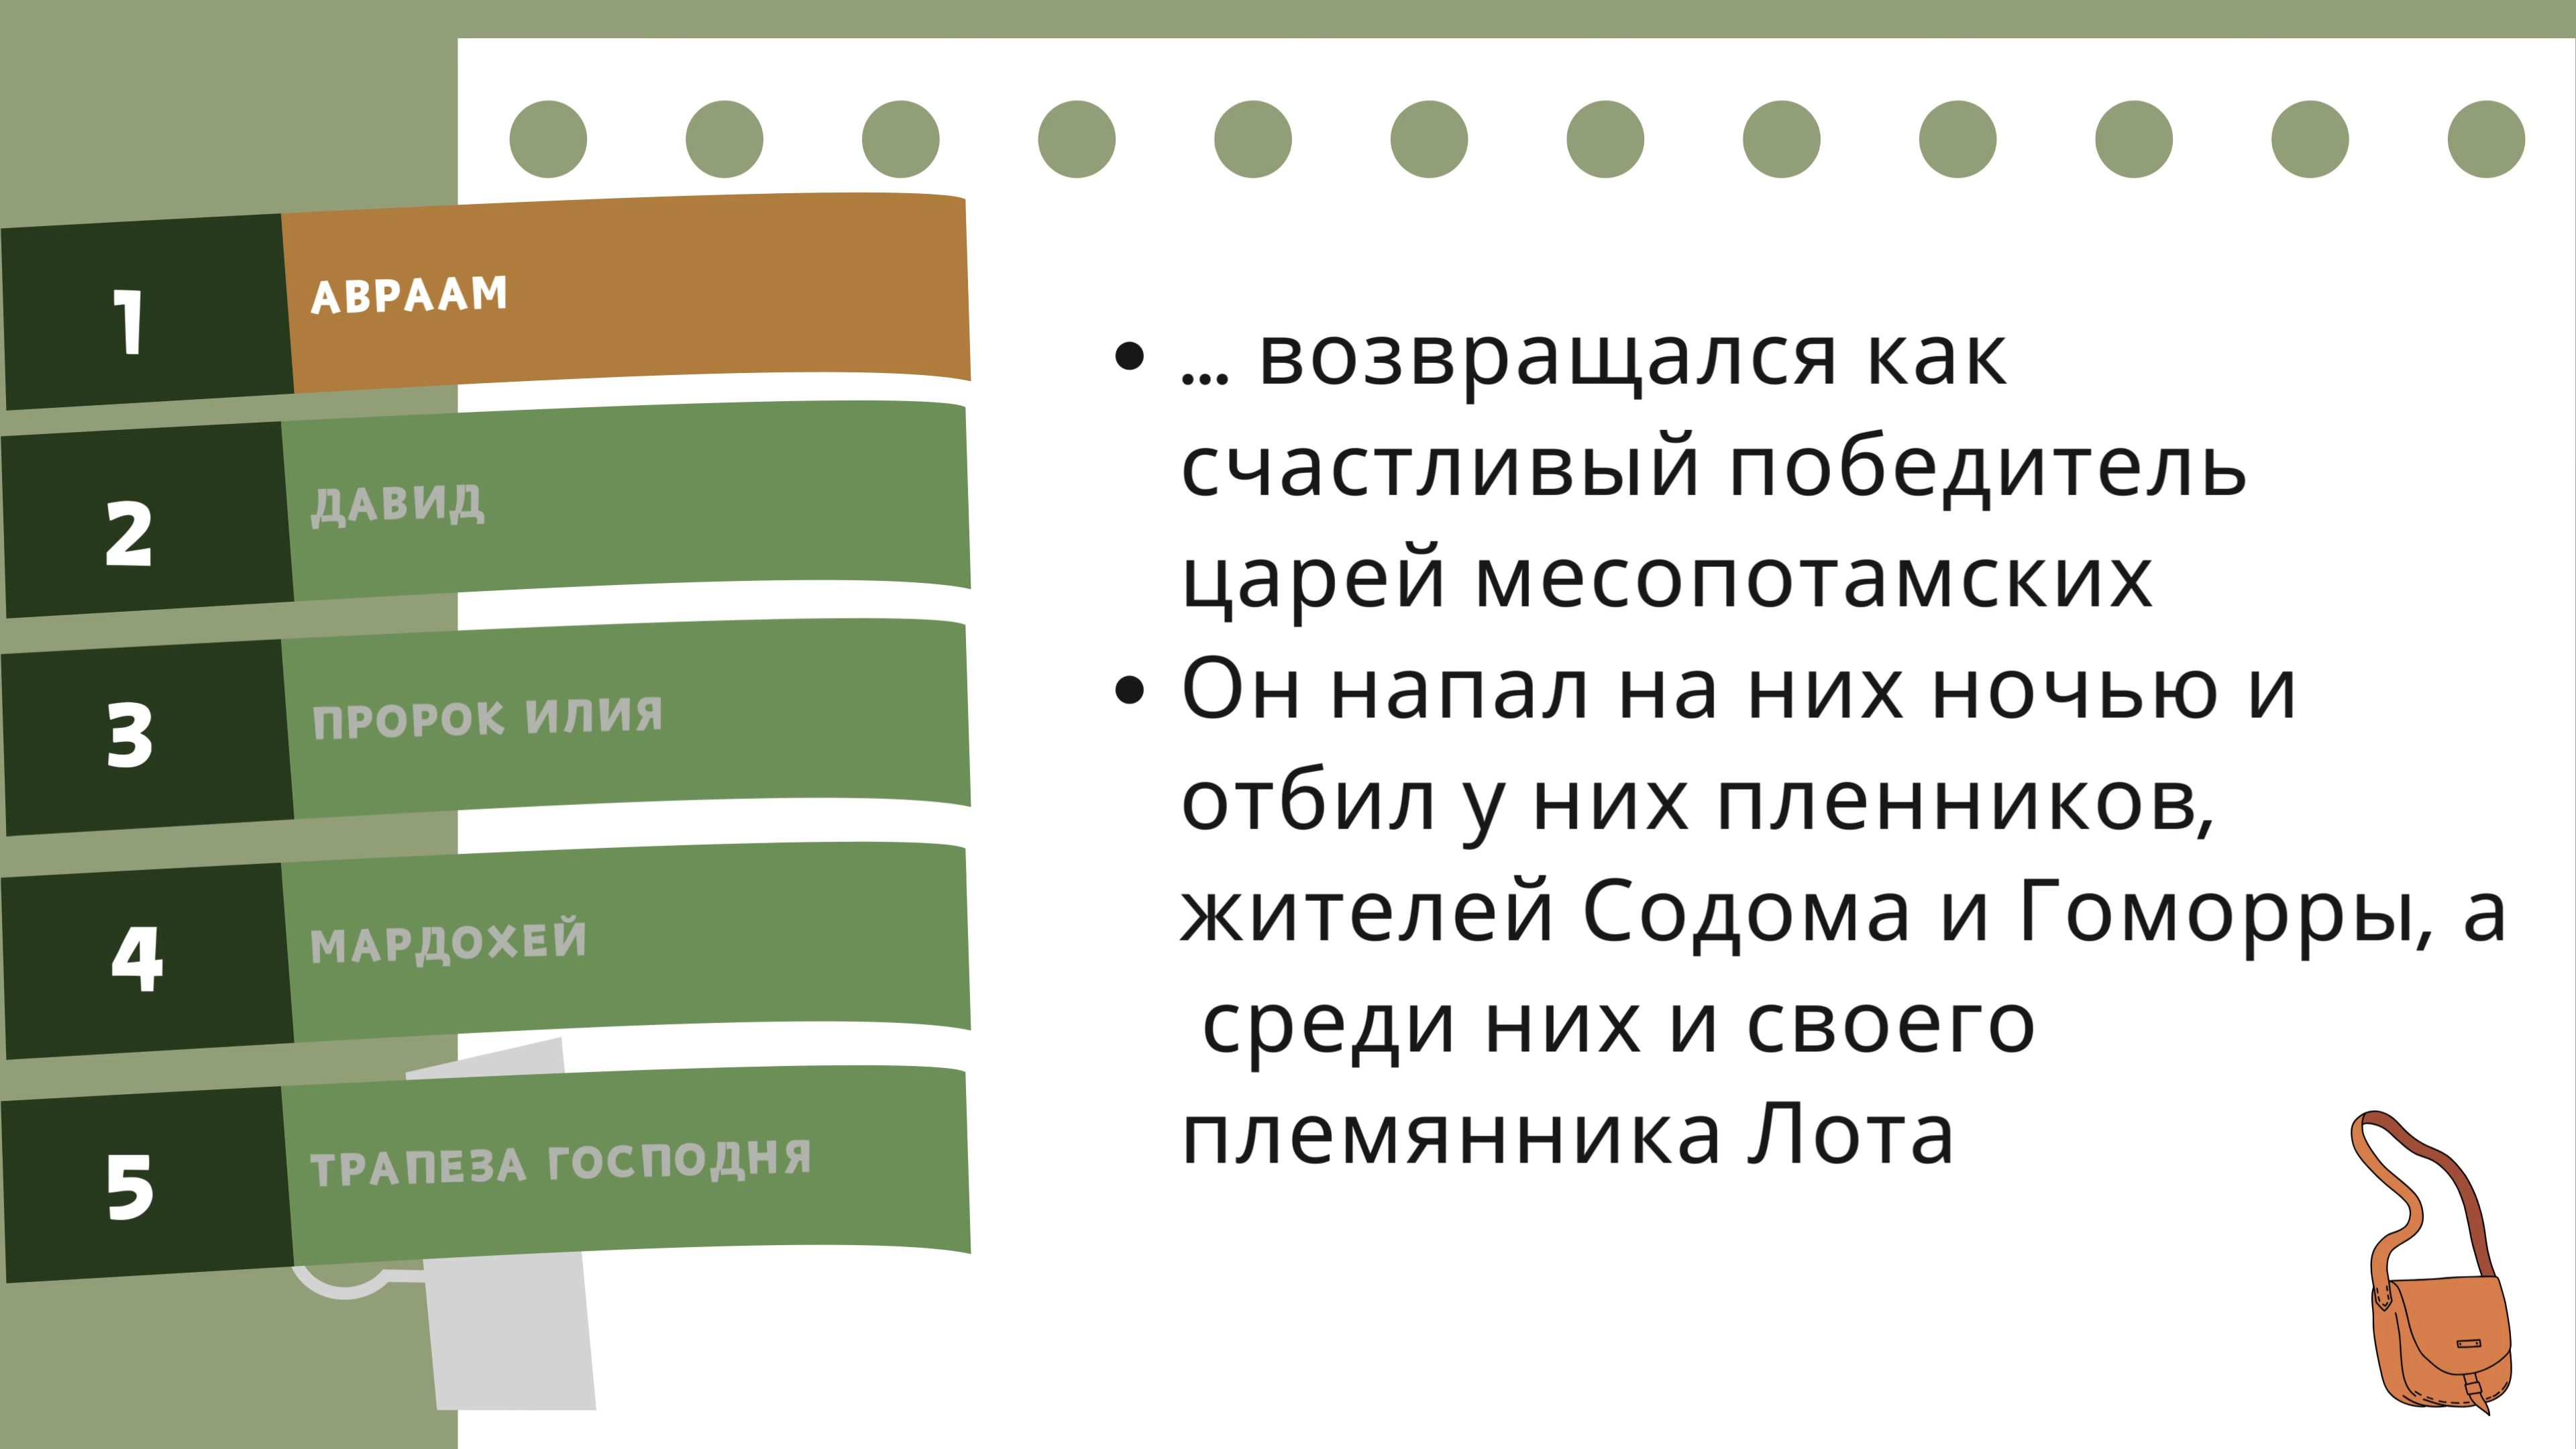 1
АВРААМ
2
ДАВИД
3
ПРОРОК ИЛИЯ
4
МАРДОХЕЙ
5
ТРАПЕЗА ГОСПОДНЯ
• ... возвращался как
счастливый победитель
царей месопотамских
• Он напал на них ночью и
отбил у них пленников,
жителей Содома и Гоморры, а
среди них и своего
племянника Лота